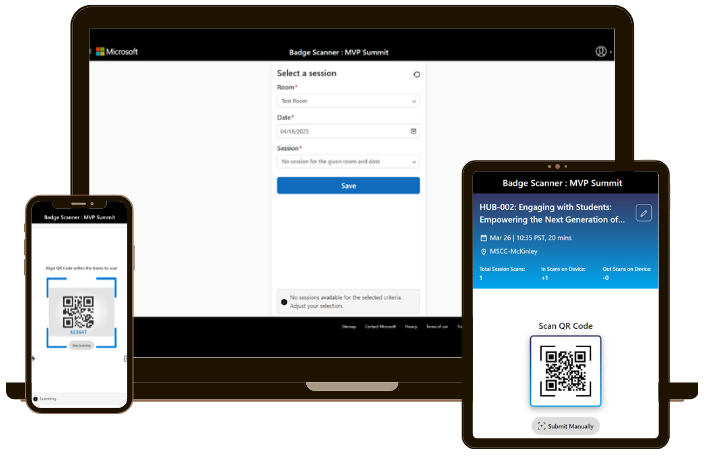 Microsoft
Badge Scanner : MVP Summit
Select a session
Room*
Test Room
Date*
04/16/2025
Session*
No session for the given room and date
Save
No sessions available for the selected criteria.
Adjust your selection.
Sitemap
Contact Microsoft
Privacy
Terms of use
Badge Scanner : MVP Summit
Align QR Code within the frame to scan
Stop Scanning
Scanning
Badge Scanner : MVP Summit
HUB-002: Engaging with Students:
Empowering the Next Generation of...
Mar 26 | 10:35 PST, 20 mins
MSCC-McKinley
Total Session Scans:
1
In Scans on Device:
+1
Out Scans on Device:
-0
Scan QR Code
Submit Manually